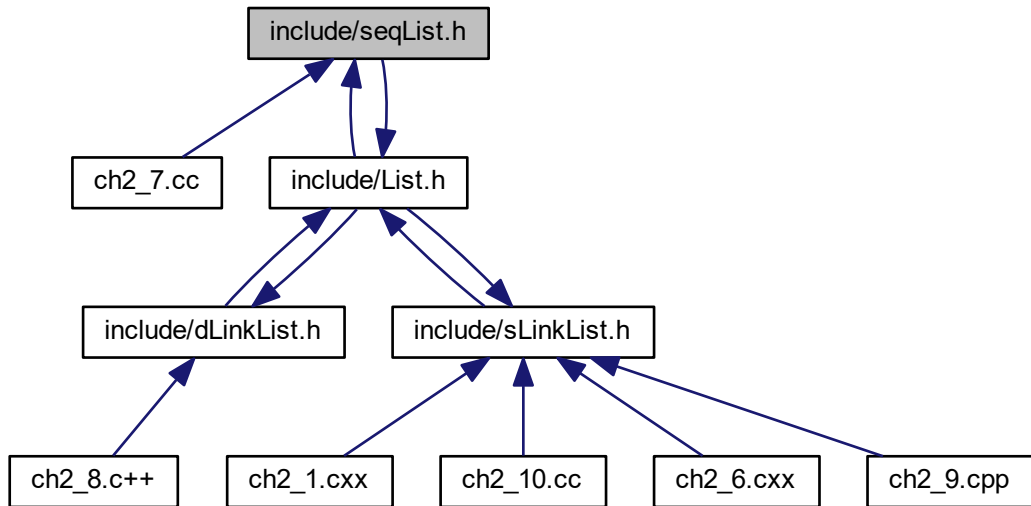 include/seqList.h
ch2_7.cc
include/List.h
include/dLinkList.h
include/sLinkList.h
ch2_8.c++
ch2_1.cxx
ch2_10.cc
ch2_6.cxx
ch2_9.cpp